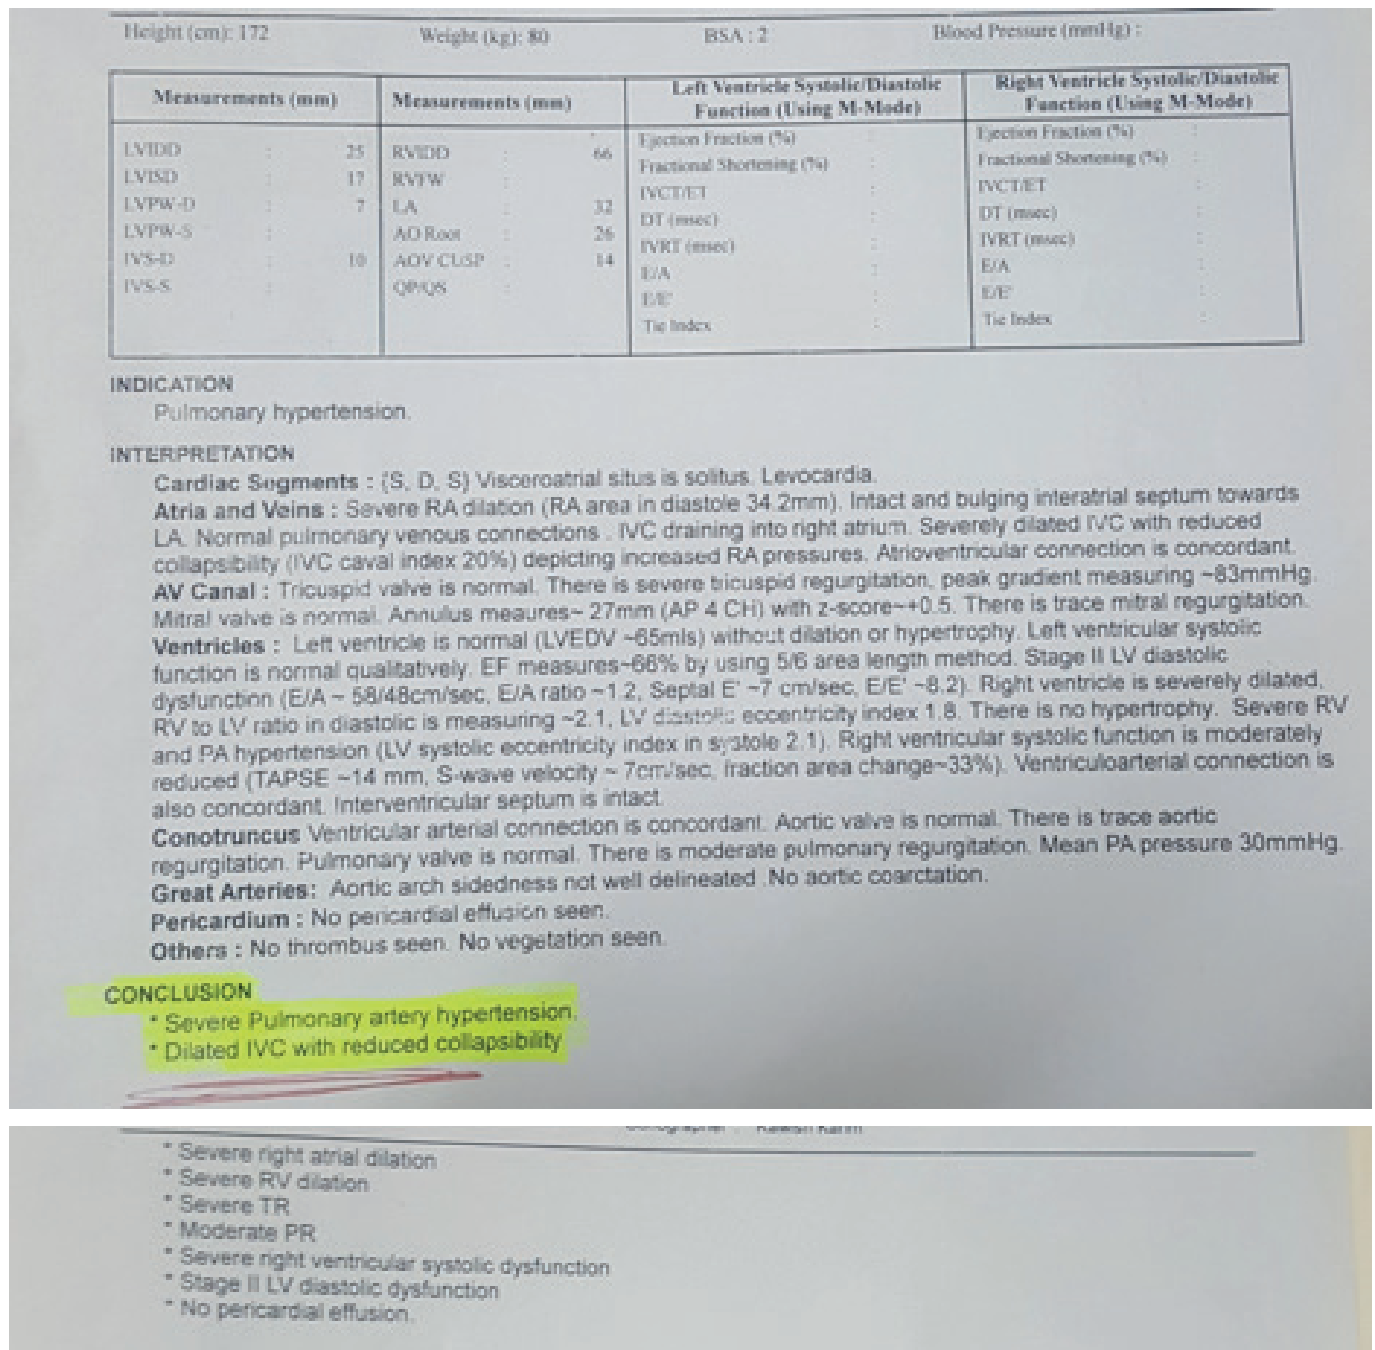 Height (cm): 172 Weight (kg): 80 BSA : 2 Blood Pressure (mmHg) :
Measurements (mm) Measurements (mm) Left Ventricle Systolic/Diastolic Function (Using M-Mode) Right Ventricle Systolic/Diastolic Function (Using M-Mode)
LVIDD : 25 RVIDD : 66 Ejection Fraction (%) : Ejection Fraction (%) :
LVISD : 17 RVFW : Fractional Shortening (%) : Fractional Shortening (%) :
LVPW-D : 7 LA : 32 IVCT/ET : IVCT/ET :
LVPW-S : AO Root : 26 DT (msec) : DT (msec) :
IVS-D : 10 AOV CUSP : 14 IVRT (msec) : IVRT (msec) :
IVS-S : QP/QS : E/A : E/A :
E/E' : E/E' :
Tie Index : Tie Index :
INDICATION
Pulmonary hypertension.
INTERPRETATION
Cardiac Segments : (S, D, S) Visceroatrial situs is solitus. Levocardia.
Atria and Veins : Severe RA dilation (RA area in diastole 34.2mm). Intact and bulging interatrial septum towards
LA. Normal pulmonary venous connections . IVC draining into right atrium. Severely dilated IVC with reduced
collapsibility (IVC caval index 20%) depicting increased RA pressures. Atrioventricular connection is concordant.
AV Canal : Tricuspid valve is normal. There is severe tricuspid regurgitation, peak gradient measuring ~83mmHg.
Mitral valve is normal. Annulus meaures~ 27mm (AP 4 CH) with z-score~+0.5. There is trace mitral regurgitation.
Ventricles : Left ventricle is normal (LVEDV ~65mls) without dilation or hypertrophy. Left ventricular systolic
function is normal qualitatively. EF measures~66% by using 5/6 area length method. Stage II LV diastolic
dysfunction (E/A ~ 58/48cm/sec, E/A ratio ~1.2, Septal E' ~7 cm/sec, E/E' ~8.2). Right ventricle is severely dilated,
RV to LV ratio in diastolic is measuring ~2.1, LV diastolic eccentricity index 1.8. There is no hypertrophy. Severe RV
and PA hypertension (LV systolic eccentricity index in systole 2.1). Right ventricular systolic function is moderately
reduced (TAPSE ~14 mm, S-wave velocity ~ 7cm/sec, fraction area change~33%). Ventriculoarterial connection is
also concordant. Interventricular septum is intact.
Conotruncus Ventricular arterial connection is concordant. Aortic valve is normal. There is trace aortic
regurgitation. Pulmonary valve is normal. There is moderate pulmonary regurgitation. Mean PA pressure 30mmHg.
Great Arteries: Aortic arch sidedness not well delineated .No aortic coarctation.
Pericardium : No pericardial effusion seen.
Others : No thrombus seen. No vegetation seen.
CONCLUSION
* Severe Pulmonary artery hypertension.
* Dilated IVC with reduced collapsibility
* Severe right atrial dilation
* Severe RV dilation
* Severe TR
* Moderate PR
* Severe right ventricular systolic dysfunction
* Stage II LV diastolic dysfunction
* No pericardial effusion.